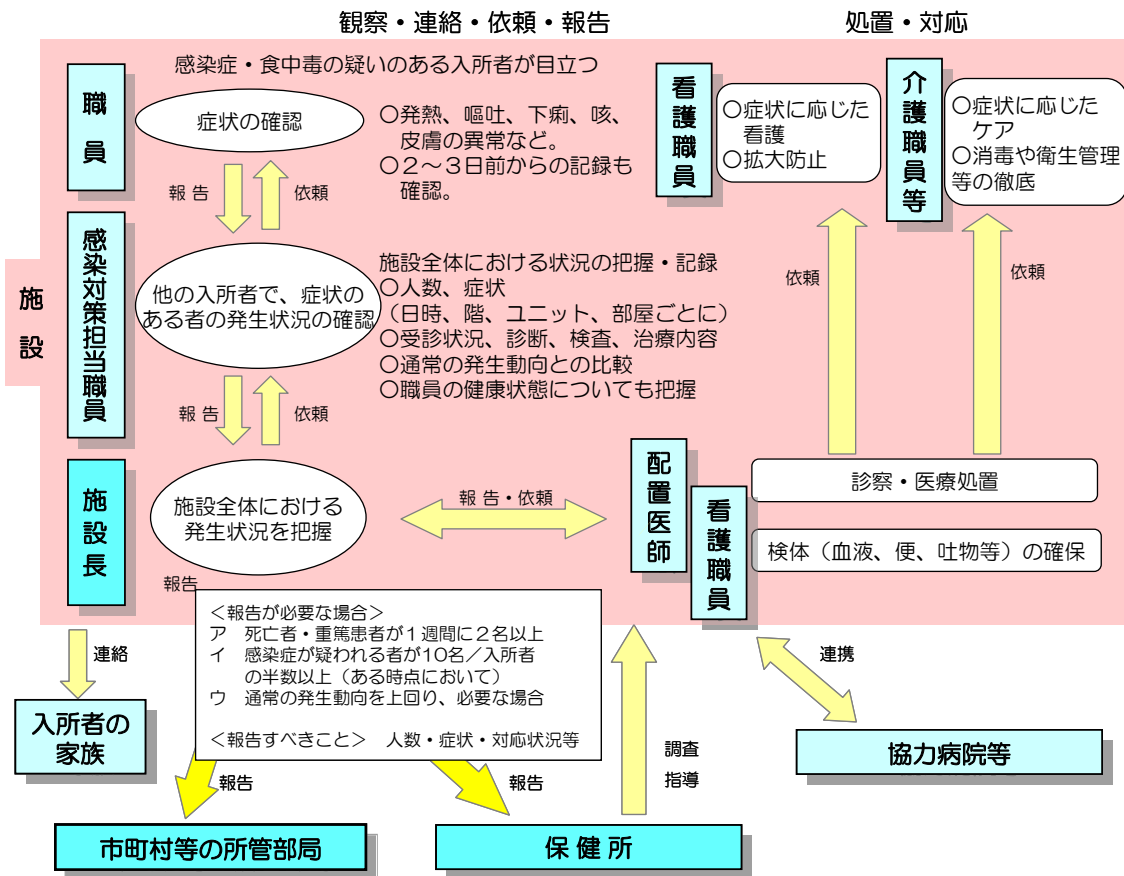 観察・連絡・依頼・報告
処置・対応
感染症・食中毒の疑いのある入所者が目立つ
施設
職員
症状の確認
○発熱、嘔吐、下痢、咳、
皮膚の異常など。
○２～３日前からの記録も
確認。
看護職員
○症状に応じた
看護
○拡大防止
介護職員等
○症状に応じた
ケア
○消毒や衛生管理
等の徹底
報告
依頼
感染対策担当職員
他の入所者で、症状の
ある者の発生状況の確認
施設全体における状況の把握・記録
○人数、症状
（日時、階、ユニット、部屋ごとに）
○受診状況、診断、検査、治療内容
○通常の発生動向との比較
○職員の健康状態についても把握
依頼
依頼
報告
依頼
施設長
施設全体における
発生状況を把握
報告・依頼
配置医師
看護職員
診察・医療処置
検体（血液、便、吐物等）の確保
報告
＜報告が必要な場合＞
ア　死亡者・重篤患者が１週間に２名以上
イ　感染症が疑われる者が10名／入所者
の半数以上（ある時点において）
ウ　通常の発生動向を上回り、必要な場合
＜報告すべきこと＞　人数・症状・対応状況等
連絡
入所者の
家族
報告
報告
調査
指導
連携
協力病院等
市町村等の所管部局
保健所